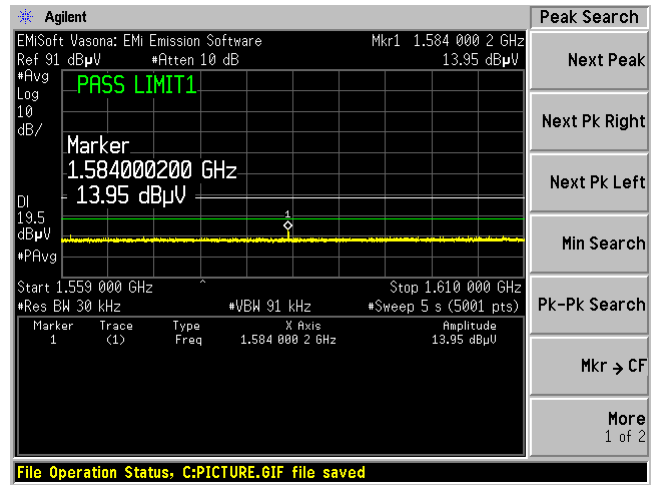 Agilent
Peak Search
EMiSoft Vasona: EMi Emission Software
Mkr1 1.584 000 2 GHz
Ref 91 dBµV #Atten 10 dB 13.95 dBµV
#Avg
Log
10
dB/
PASS LIMIT1
Marker
1.584000200 GHz
13.95 dBµV
DI
19.5
dBµV
#PAvg
1
Start 1.559 000 GHz ^ Stop 1.610 000 GHz
#Res BW 30 kHz #VBW 91 kHz #Sweep 5 s (5001 pts)
Marker Trace Type X Axis Amplitude
1 (1) Freq 1.584 000 2 GHz 13.95 dBµV
Next Peak
Next Pk Right
Next Pk Left
Min Search
Pk-Pk Search
Mkr → CF
More
1 of 2
File Operation Status, C:PICTURE.GIF file saved